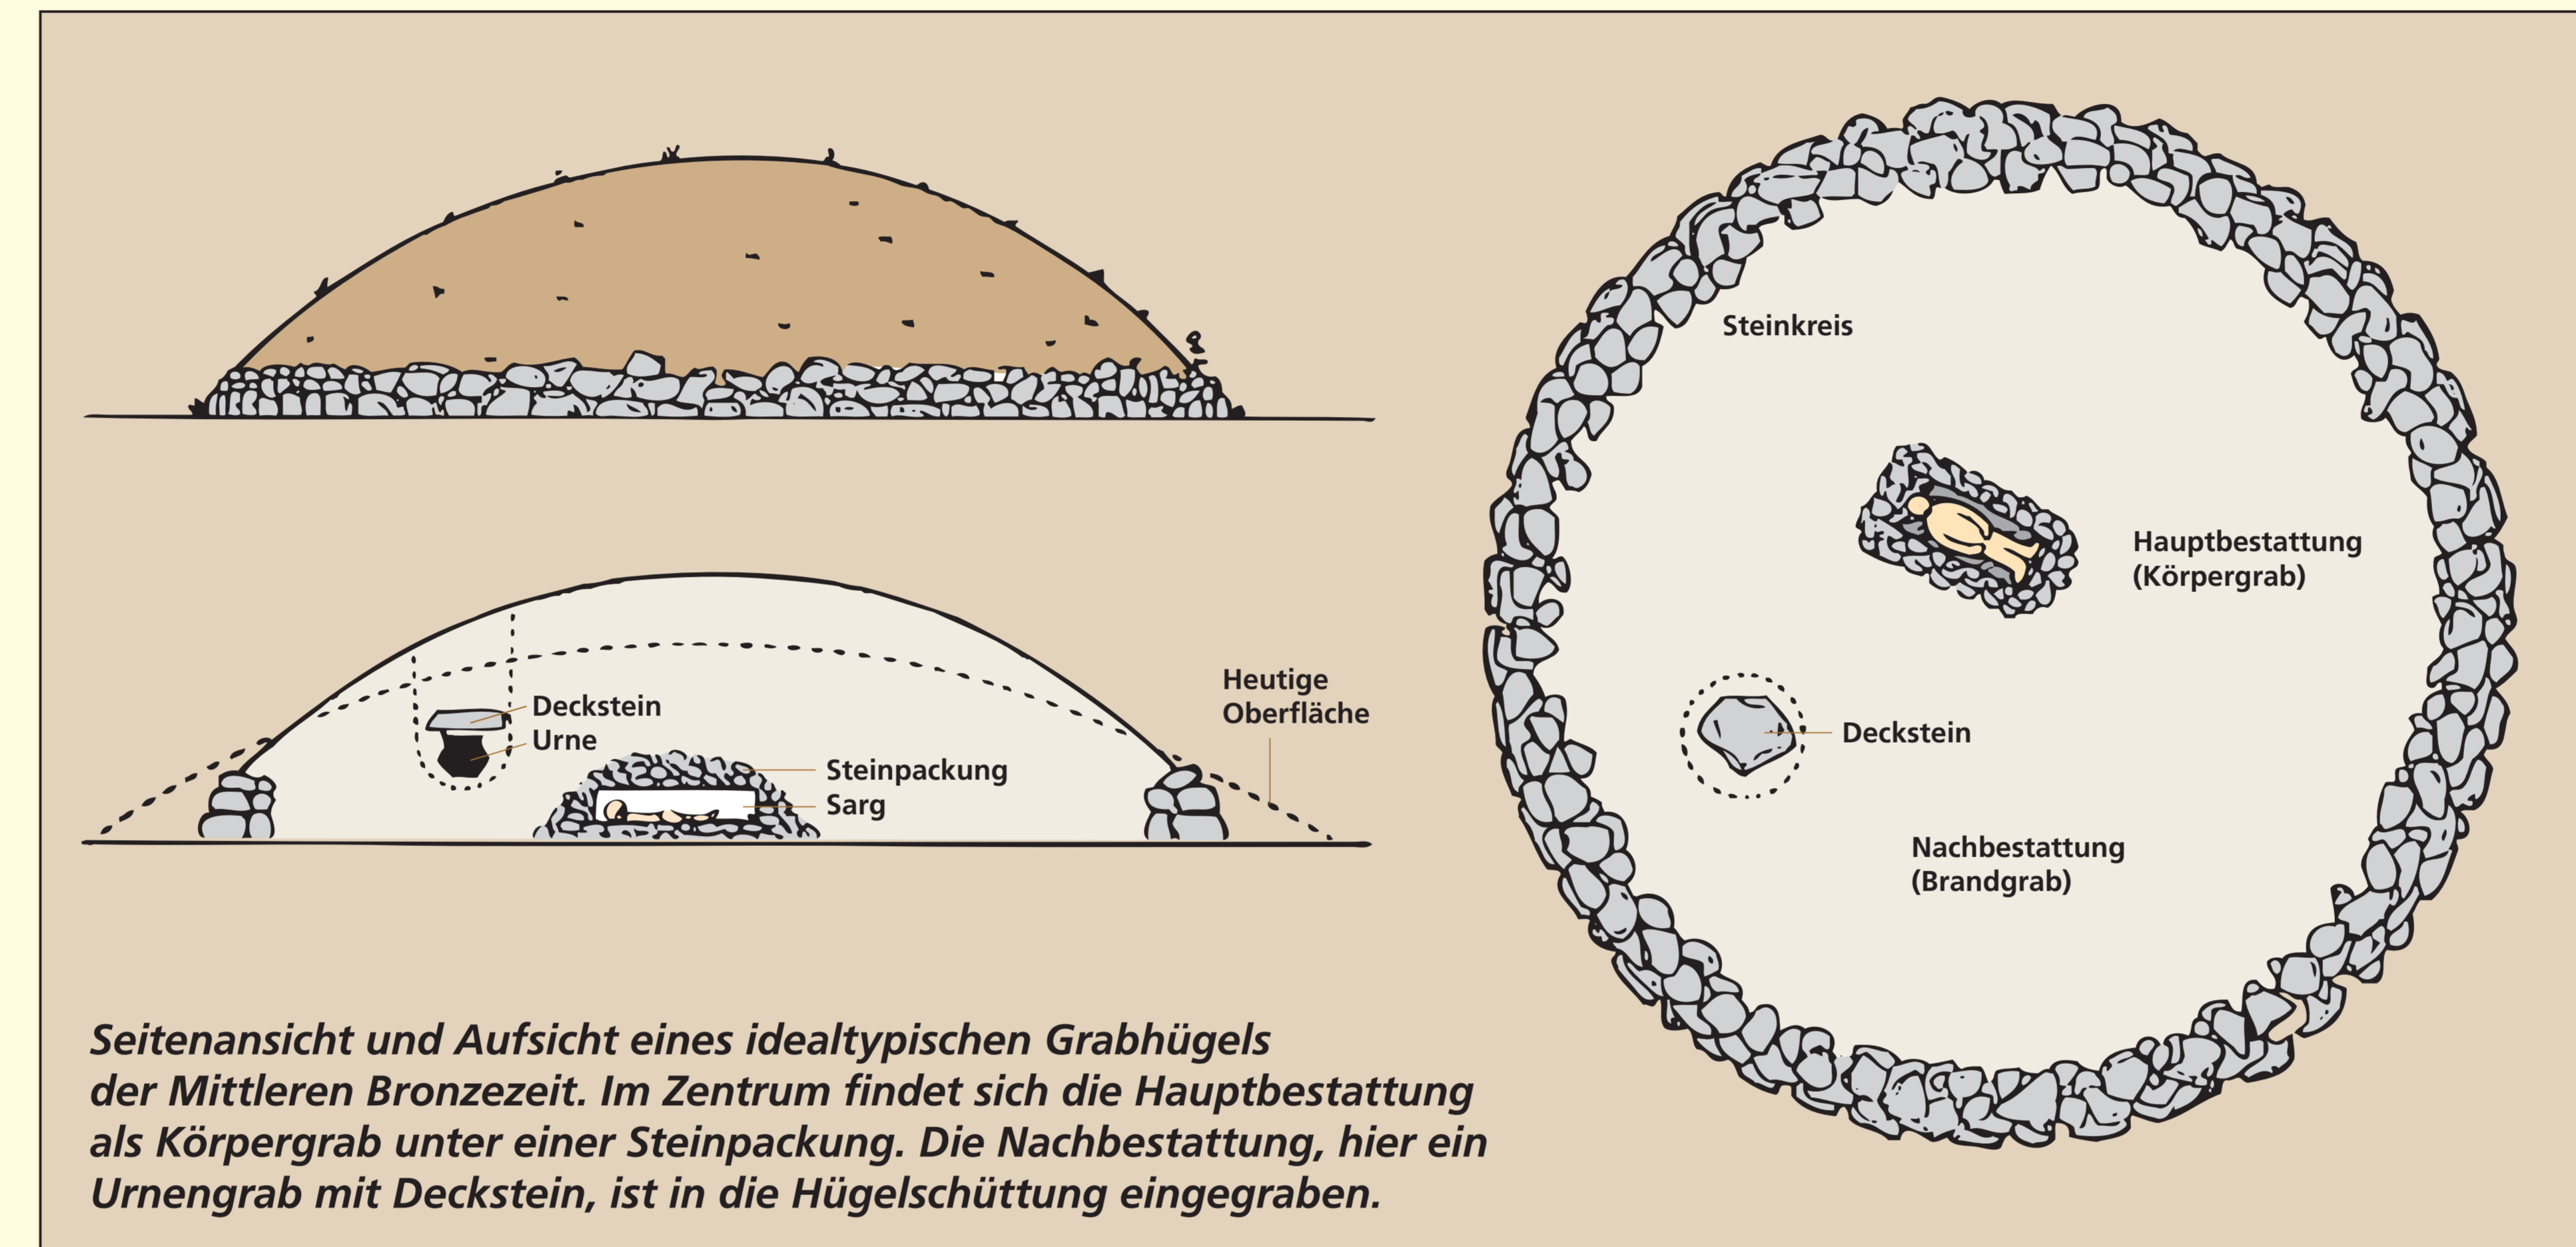 Deckstein
Urne
Steinpackung
Sarg
Heutige
Oberfläche
Steinkreis
Hauptbestattung
(Körpergrab)
Deckstein
Nachbestattung
(Brandgrab)
Seitenansicht und Aufsicht eines idealtypischen Grabhügels
der Mittleren Bronzezeit. Im Zentrum findet sich die Hauptbestattung
als Körpergrab unter einer Steinpackung. Die Nachbestattung, hier ein
Urnengrab mit Deckstein, ist in die Hügelschüttung eingegraben.